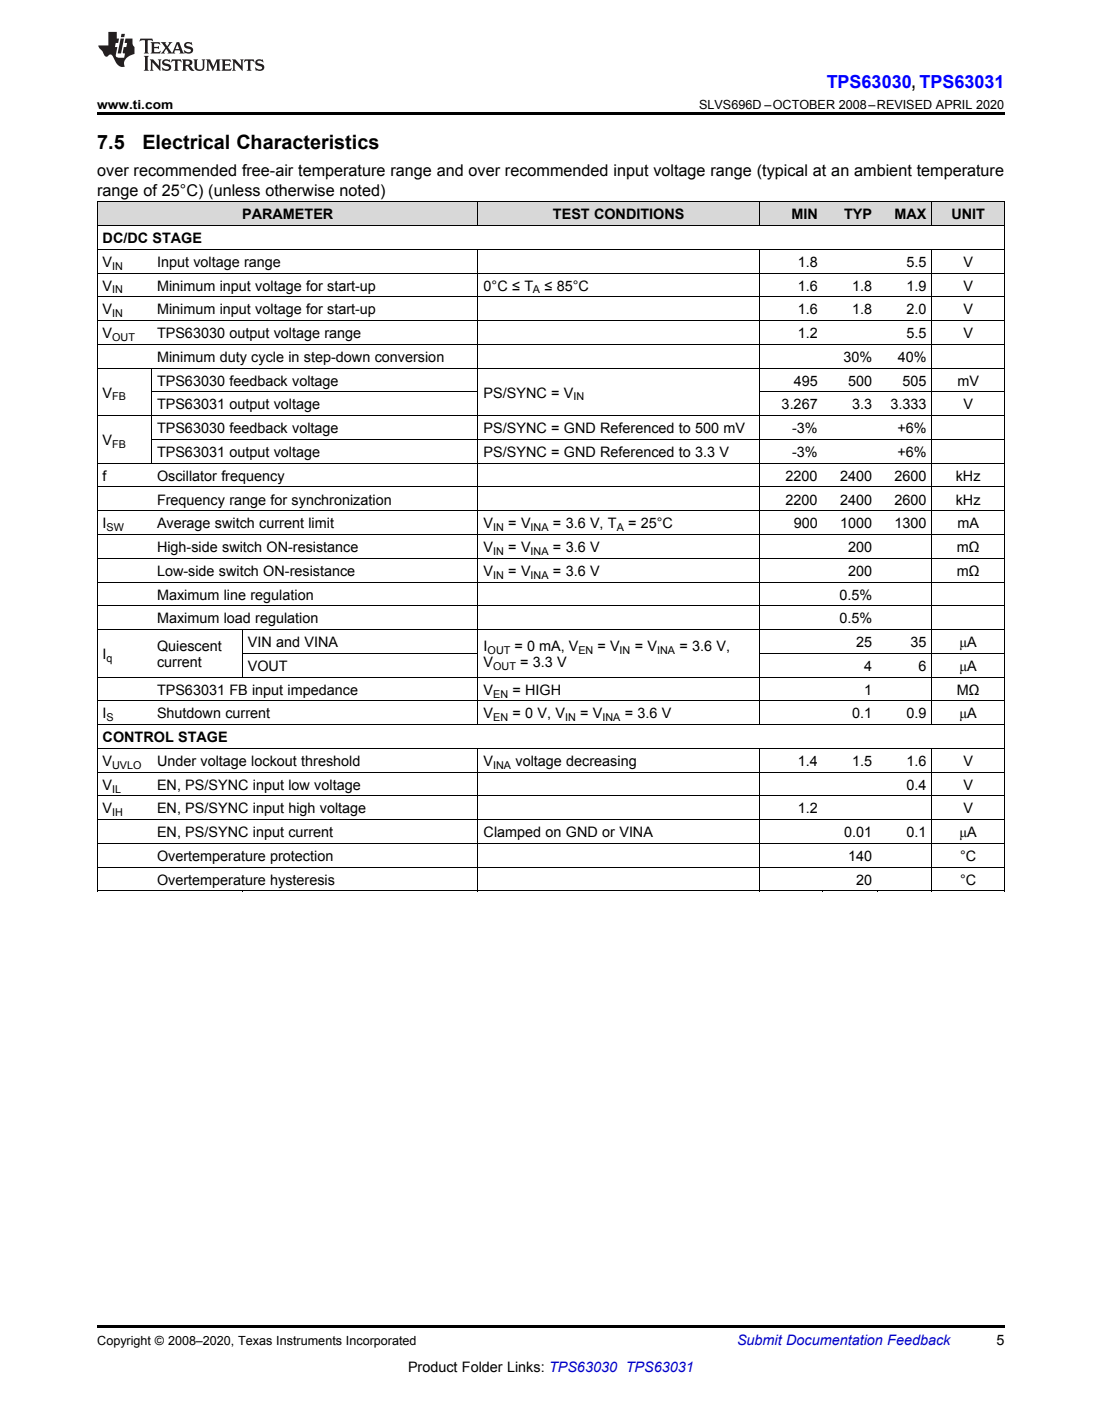 TEXAS
INSTRUMENTS
TPS63030, TPS63031
www.ti.com SLVS696D –OCTOBER 2008–REVISED APRIL 2020
7.5 Electrical Characteristics
over recommended free-air temperature range and over recommended input voltage range (typical at an ambient temperature
range of 25°C) (unless otherwise noted)
PARAMETER TEST CONDITIONS MIN TYP MAX UNIT
DC/DC STAGE
VIN Input voltage range 1.8 5.5 V
VIN Minimum input voltage for start-up 0°C ≤ TA ≤ 85°C 1.6 1.8 1.9 V
VIN Minimum input voltage for start-up 1.6 1.8 2.0 V
VOUT TPS63030 output voltage range 1.2 5.5 V
Minimum duty cycle in step-down conversion 30% 40%
VFB TPS63030 feedback voltage PS/SYNC = VIN 495 500 505 mV
TPS63031 output voltage 3.267 3.3 3.333 V
VFB TPS63030 feedback voltage PS/SYNC = GND Referenced to 500 mV -3% +6%
TPS63031 output voltage PS/SYNC = GND Referenced to 3.3 V -3% +6%
f Oscillator frequency 2200 2400 2600 kHz
Frequency range for synchronization 2200 2400 2600 kHz
ISW Average switch current limit VIN = VINA = 3.6 V, TA = 25°C 900 1000 1300 mA
High-side switch ON-resistance VIN = VINA = 3.6 V 200 mΩ
Low-side switch ON-resistance VIN = VINA = 3.6 V 200 mΩ
Maximum line regulation 0.5%
Maximum load regulation 0.5%
Iq Quiescent current VIN and VINA IOUT = 0 mA, VEN = VIN = VINA = 3.6 V, VOUT = 3.3 V 25 35 μA
VOUT 4 6 μA
TPS63031 FB input impedance VEN = HIGH 1 MΩ
IS Shutdown current VEN = 0 V, VIN = VINA = 3.6 V 0.1 0.9 μA
CONTROL STAGE
VUVLO Under voltage lockout threshold VINA voltage decreasing 1.4 1.5 1.6 V
VIL EN, PS/SYNC input low voltage 0.4 V
VIH EN, PS/SYNC input high voltage 1.2 V
EN, PS/SYNC input current Clamped on GND or VINA 0.01 0.1 μA
Overtemperature protection 140 °C
Overtemperature hysteresis 20 °C
Copyright © 2008–2020, Texas Instruments Incorporated Submit Documentation Feedback 5
Product Folder Links: TPS63030 TPS63031